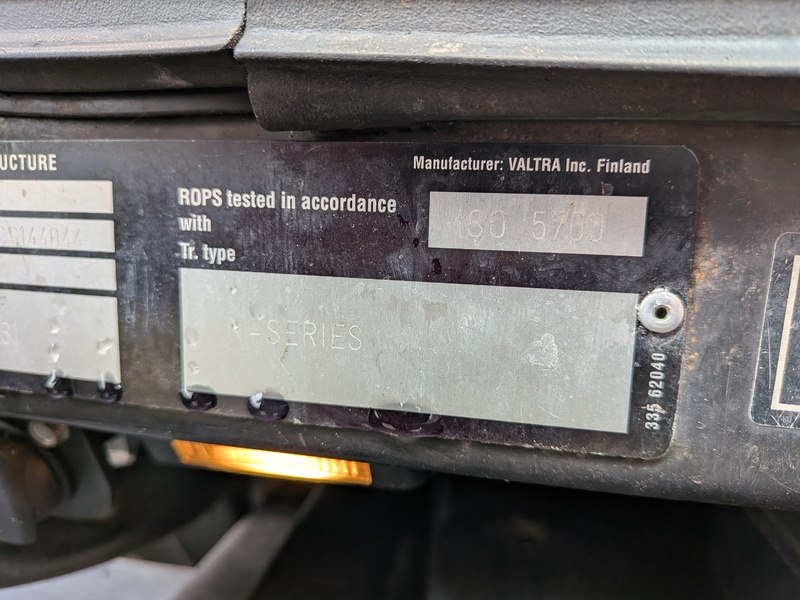 UCTURE
Manufacturer: VALTRA Inc. Finland
ROPS tested in accordance
with
ISO 5700
Tr. type
-SERIES
335 62040